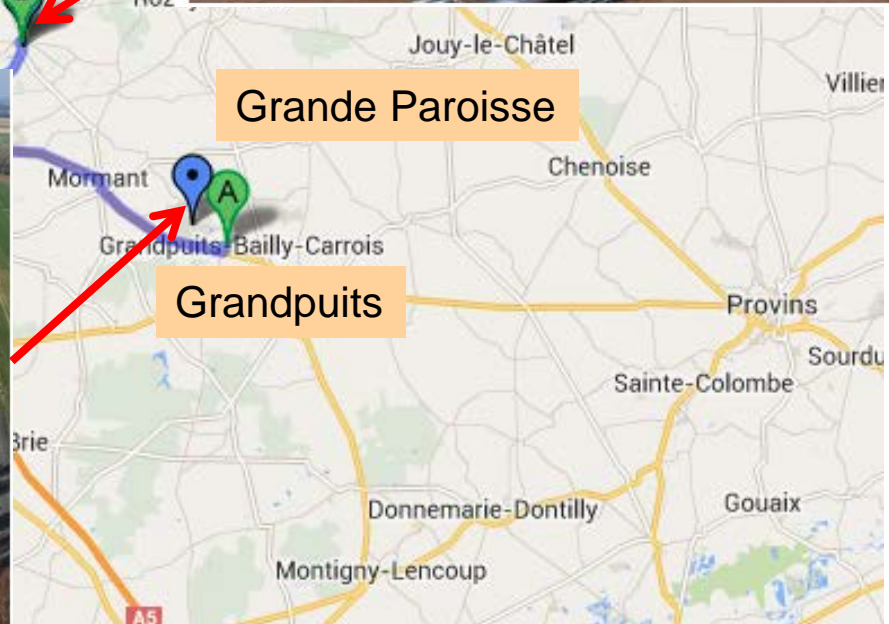 Jouy-le-Châtel
Villier
Grande Paroisse
Chenoise
Mormant
A
Grandpuits-Bailly-Carrois
Grandpuits
Provins
Sourdu
Sainte-Colombe
Brie
Donnemarie-Dontilly
Gouaix
Montigny-Lencoup
A5